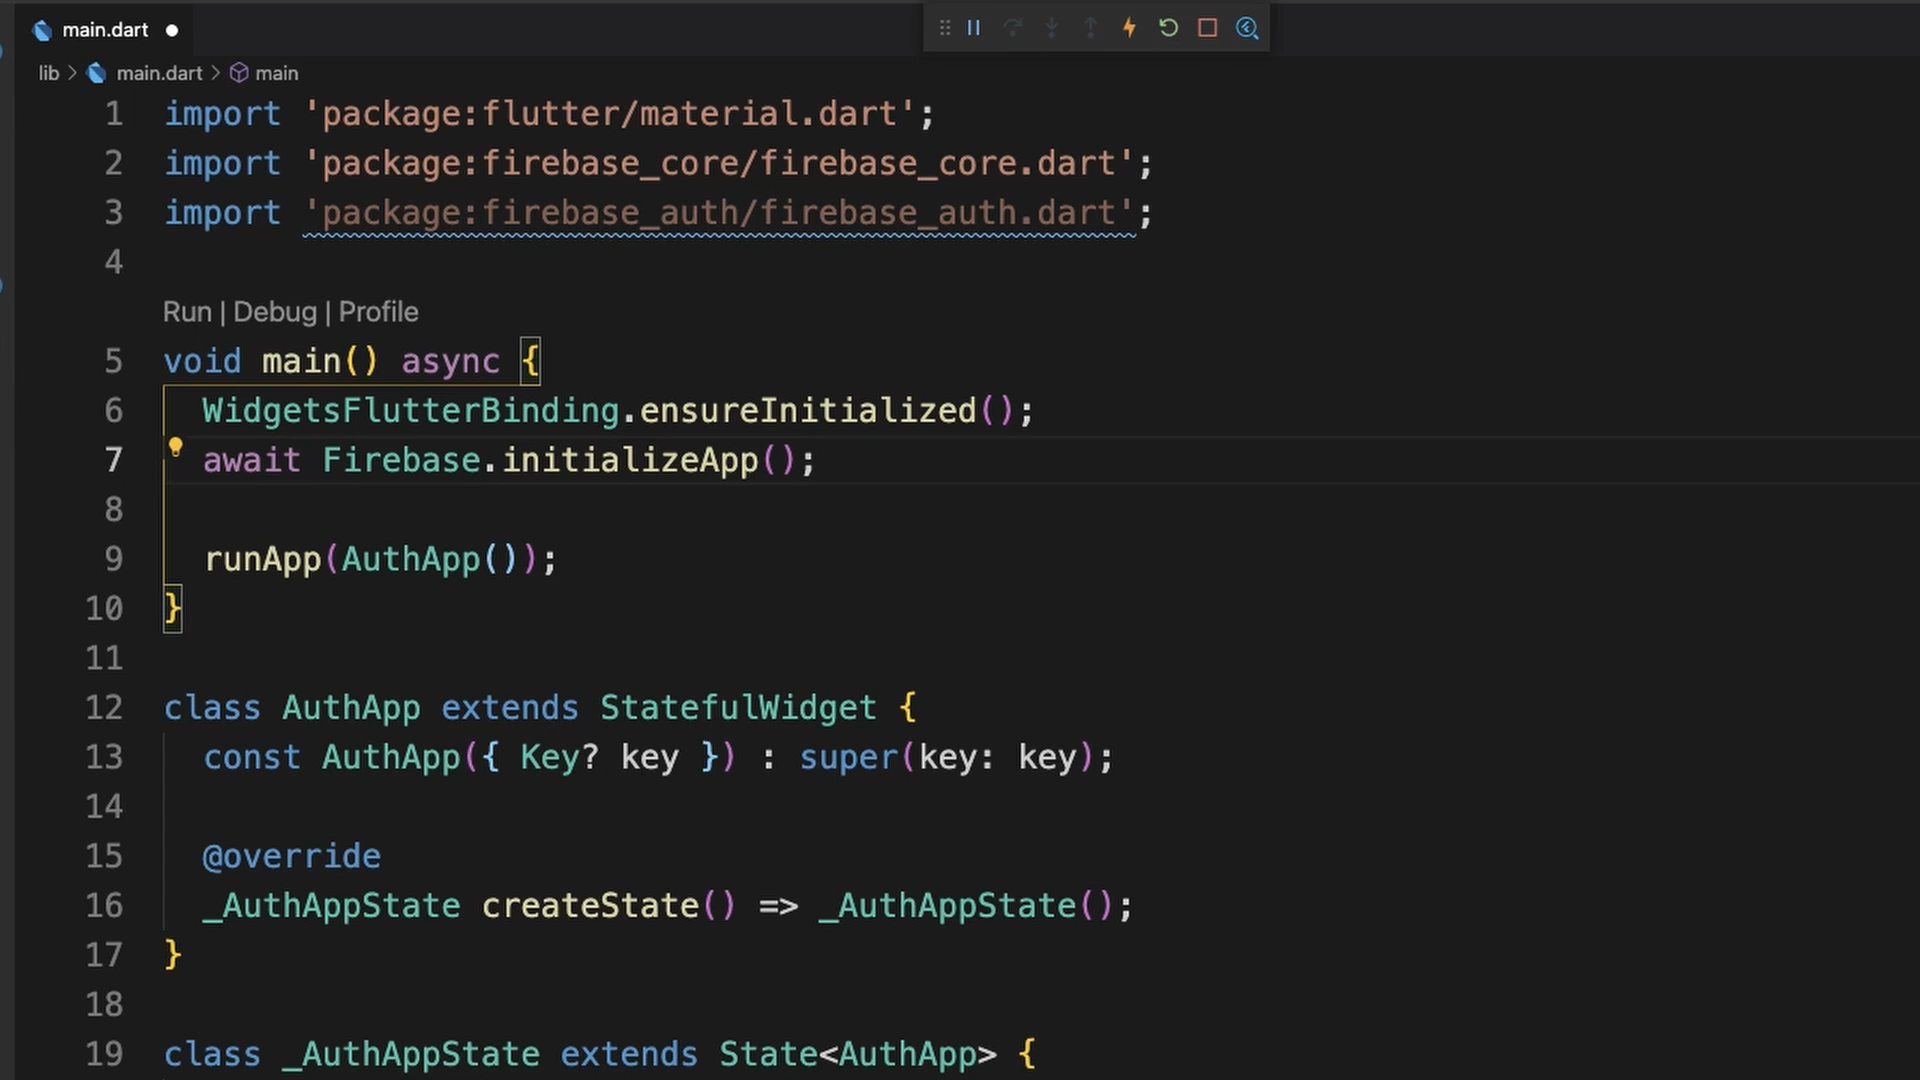 main.dart
lib > main.dart > main
1 import 'package:flutter/material.dart';
2 import 'package:firebase_core/firebase_core.dart';
3 import 'package:firebase_auth/firebase_auth.dart';
4
Run | Debug | Profile
5 void main() async {
6 WidgetsFlutterBinding.ensureInitialized();
7 await Firebase.initializeApp();
8
9 runApp(AuthApp());
10 }
11
12 class AuthApp extends StatefulWidget {
13 const AuthApp({ Key? key }) : super(key: key);
14
15 @override
16 _AuthAppState createState() => _AuthAppState();
17 }
18
19 class _AuthAppState extends State<AuthApp> {